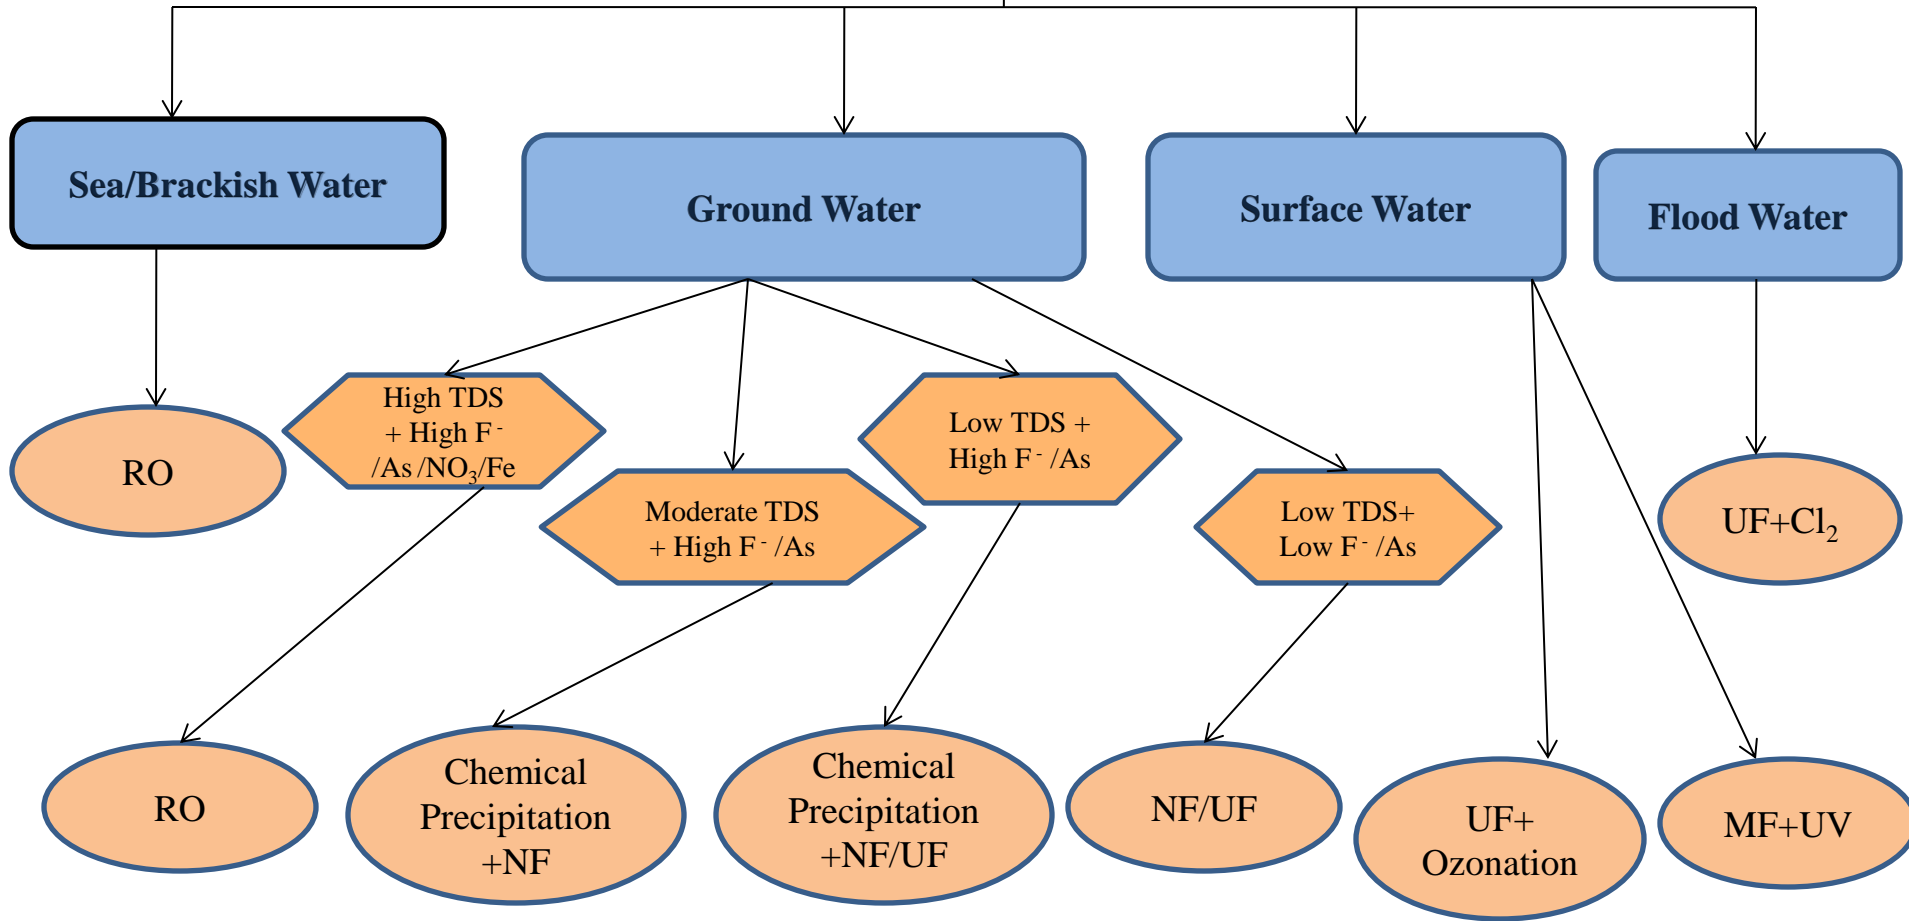 Sea/Brackish Water
Ground Water
Surface Water
Flood Water
RO
High TDS
+ High F⁻
/As /NO₃/Fe
Moderate TDS
+ High F⁻ /As
Low TDS +
High F⁻ /As
Low TDS+
Low F⁻ /As
UF+Cl₂
RO
Chemical
Precipitation
+NF
Chemical
Precipitation
+NF/UF
NF/UF
UF+
Ozonation
MF+UV